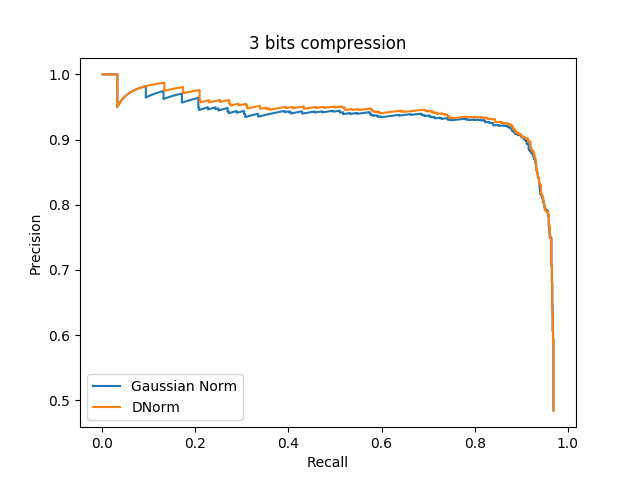 3 bits compression
1.0
0.9
0.8
0.7
0.6
0.5
Precision
Gaussian Norm
DNorm
0.0 0.2 0.4 0.6 0.8 1.0
Recall